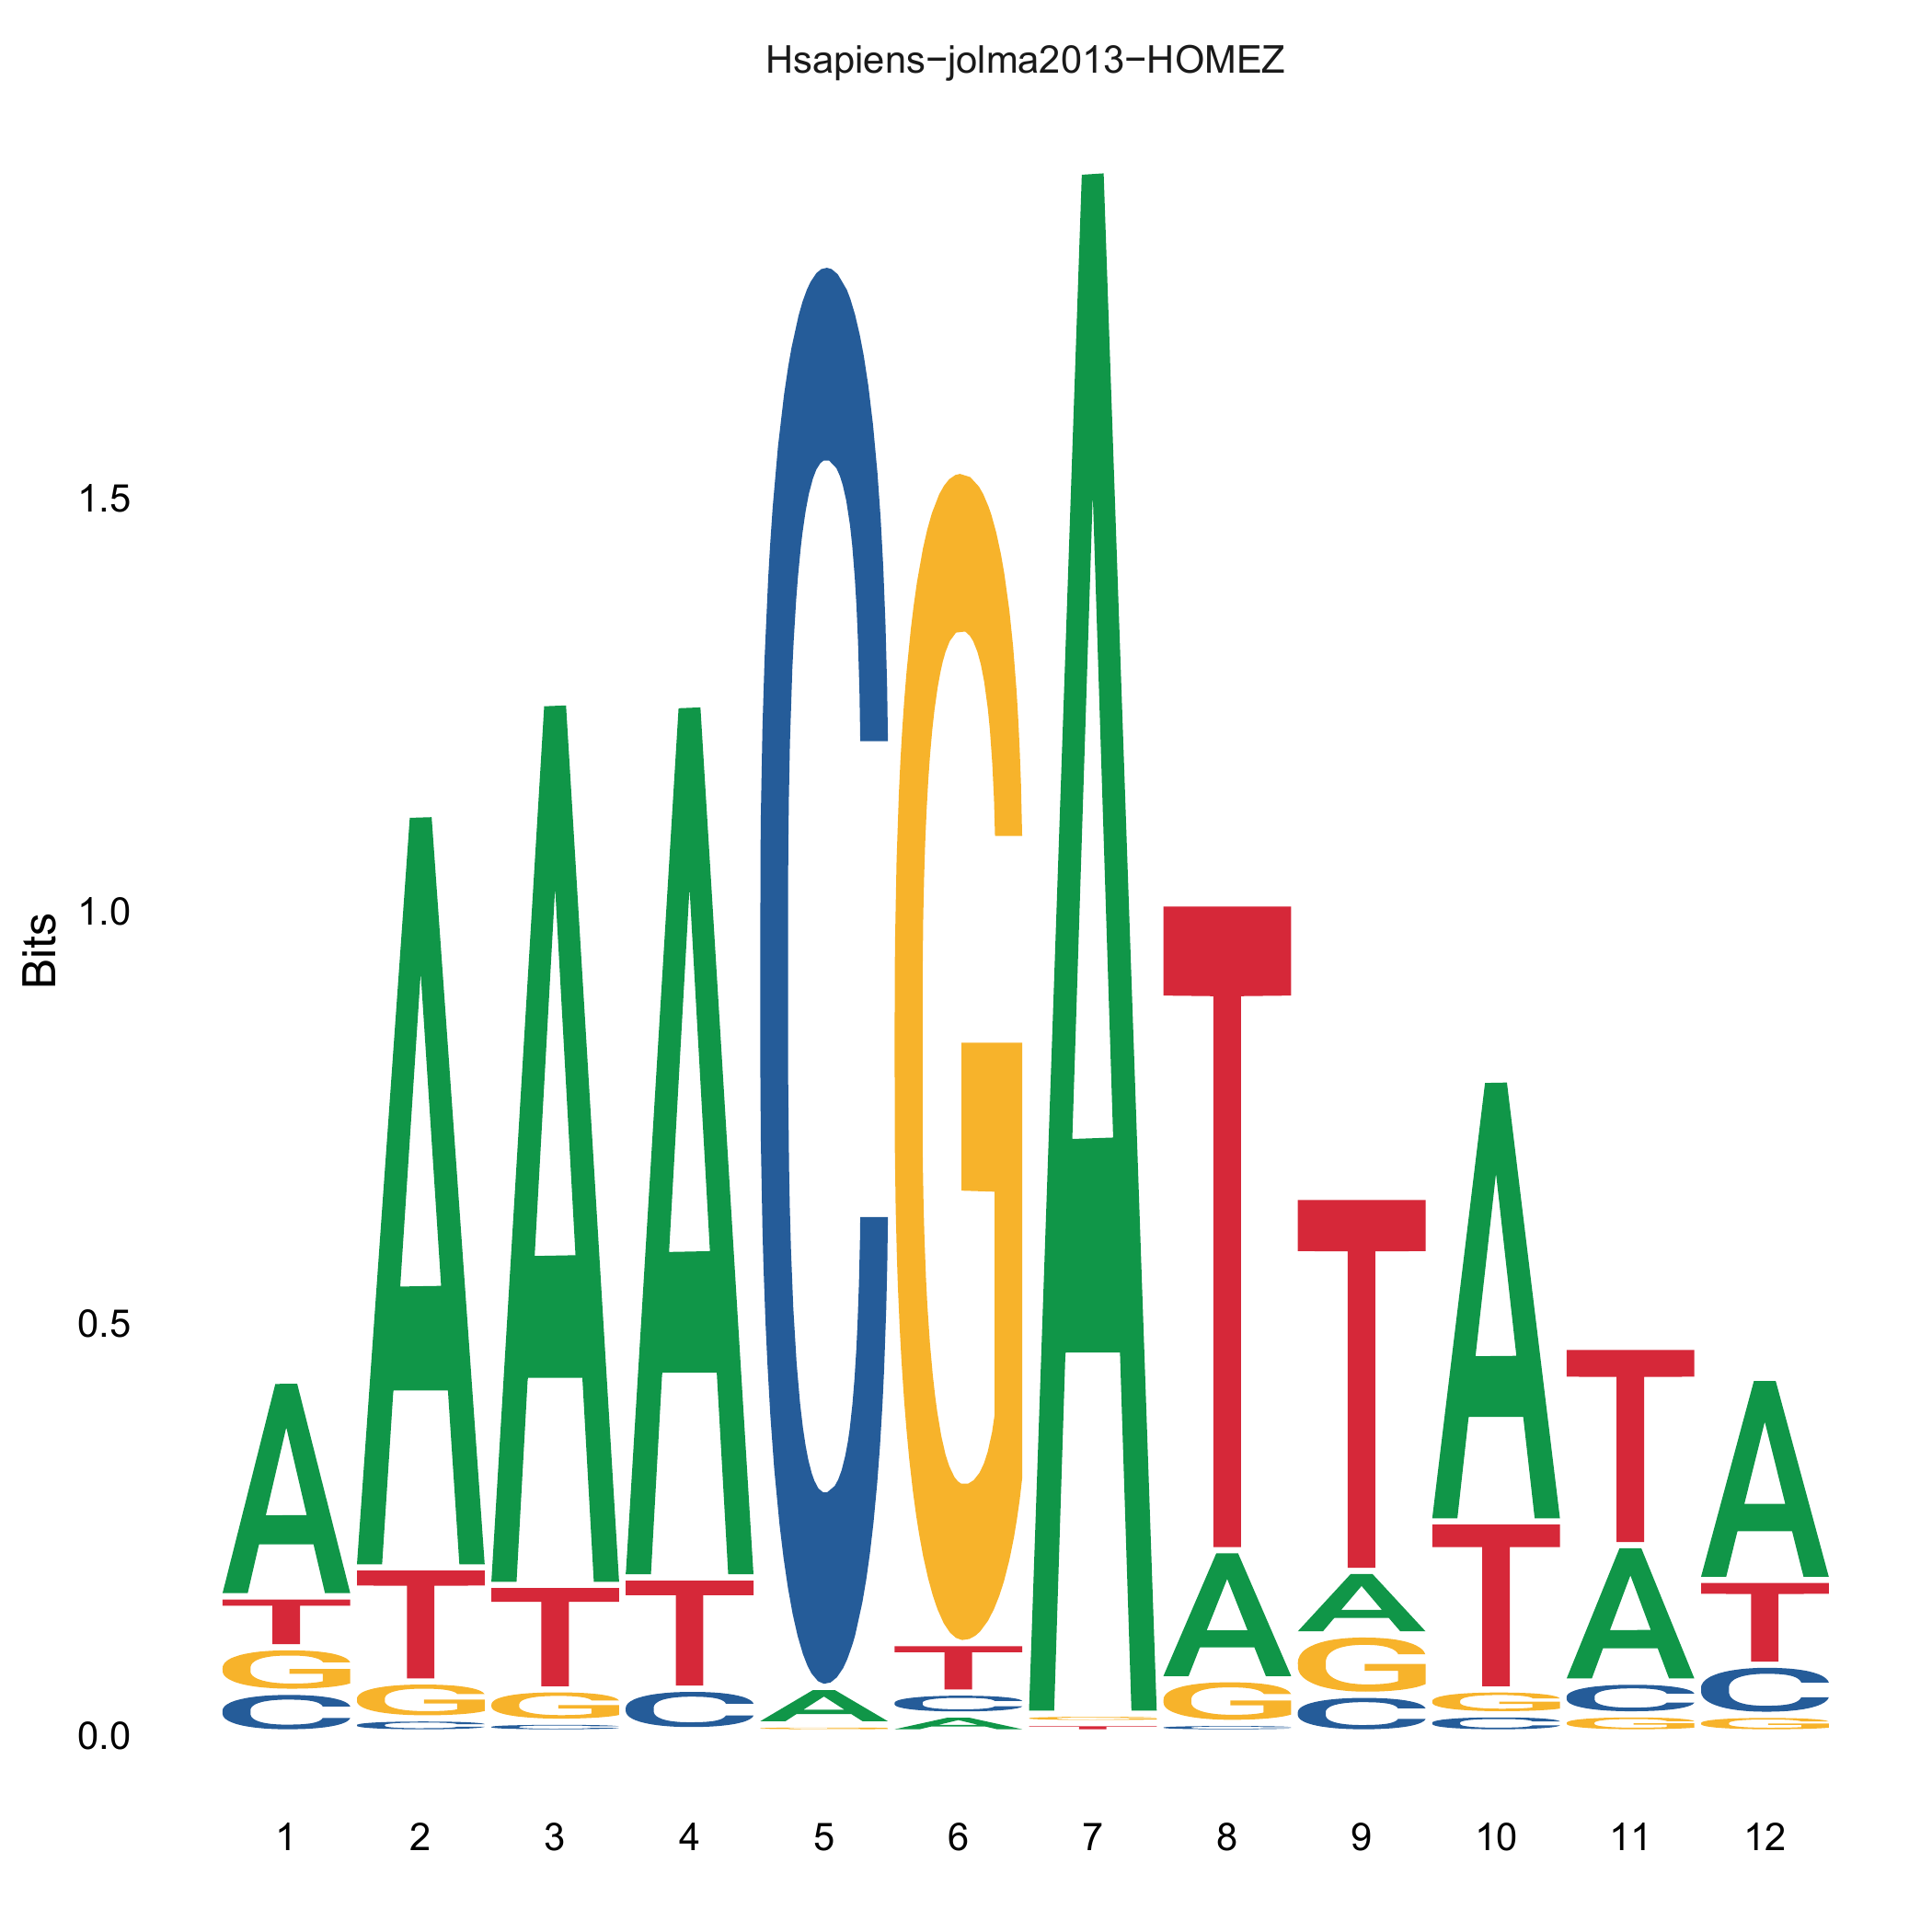 Hsapiens−jolma2013−HOMEZ
1.5
1.0
0.5
0.0
Bits
A T G C
A T G C
A T G C
A T C
C A G
G T C A
A G T
T A G C
T A G C
A T G C
T A C G
A T C G
1 2 3 4 5 6 7 8 9 10 11 12